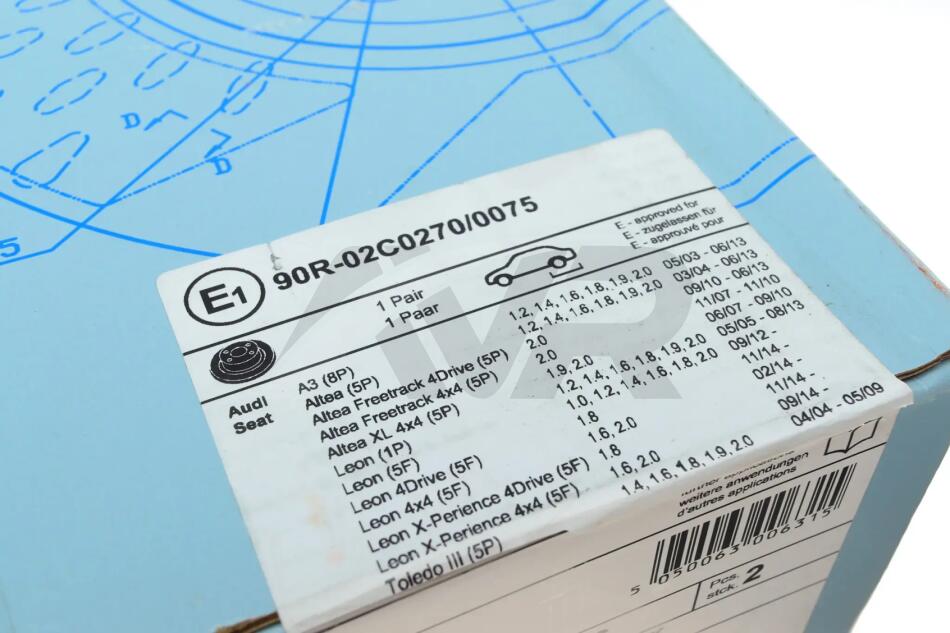 D
D
5
E1 90R-02C0270/0075
E - approved for
E - zugelassen für
E - approuvé pour
1 Pair
1 Paar
Audi A3 (8P) 1.2, 1.4, 1.6, 1.8, 1.9, 2.0 05/03 - 06/13
Seat Altea (5P) 1.2, 1.4, 1.6, 1.8, 1.9, 2.0 03/04 - 06/13
Altea Freetrack 4Drive (5P) 2.0 09/10 - 06/13
Altea Freetrack 4x4 (5P) 2.0 11/07 - 11/10
Altea XL 4x4 (5P) 1.9, 2.0 06/07 - 09/10
Leon (1P) 1.2, 1.4, 1.6, 1.8, 1.9, 2.0 05/05 - 08/13
Leon (5F) 1.0, 1.2, 1.4, 1.6, 1.8, 2.0 09/12 -
Leon 4Drive (5F) 1.8 11/14 -
Leon 4x4 (5F) 1.6, 2.0 02/14 -
Leon X-Perience 4Drive (5F) 1.8 11/14 -
Leon X-Perience 4x4 (5F) 1.6, 2.0 09/14 -
Toledo III (5P) 1.4, 1.6, 1.8, 1.9, 2.0 04/04 - 05/09
further applications
weitere anwendungen
d'autres applications
5 050063 006315
Pcs.
stck. 2